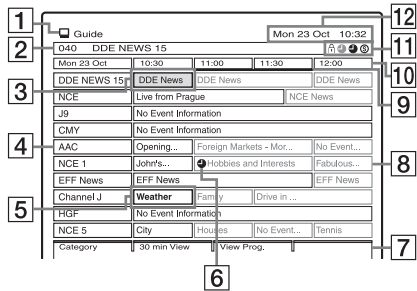 1 Guide Mon 23 Oct 10:32 12
2 040 DDE NEWS 15 $ 11
Mon 23 Oct 10:30 11:00 11:30 12:00 10
3 DDE NEWS 15 DDE News DDE News DDE News 9
NCE Live from Prague NCE News
J9 No Event Information
CMY No Event Information
4 AAC Opening... Foreign Markets - Mor... No Event...
NCE 1 John's... Hobbies and Interests Fabulous... 8
EFF News EFF News EFF News
5 Channel J Weather Family Drive in ...
HGF No Event Information
NCE 5 City Houses No Event... Tennis
Category 30 min View View Prog. 7
6